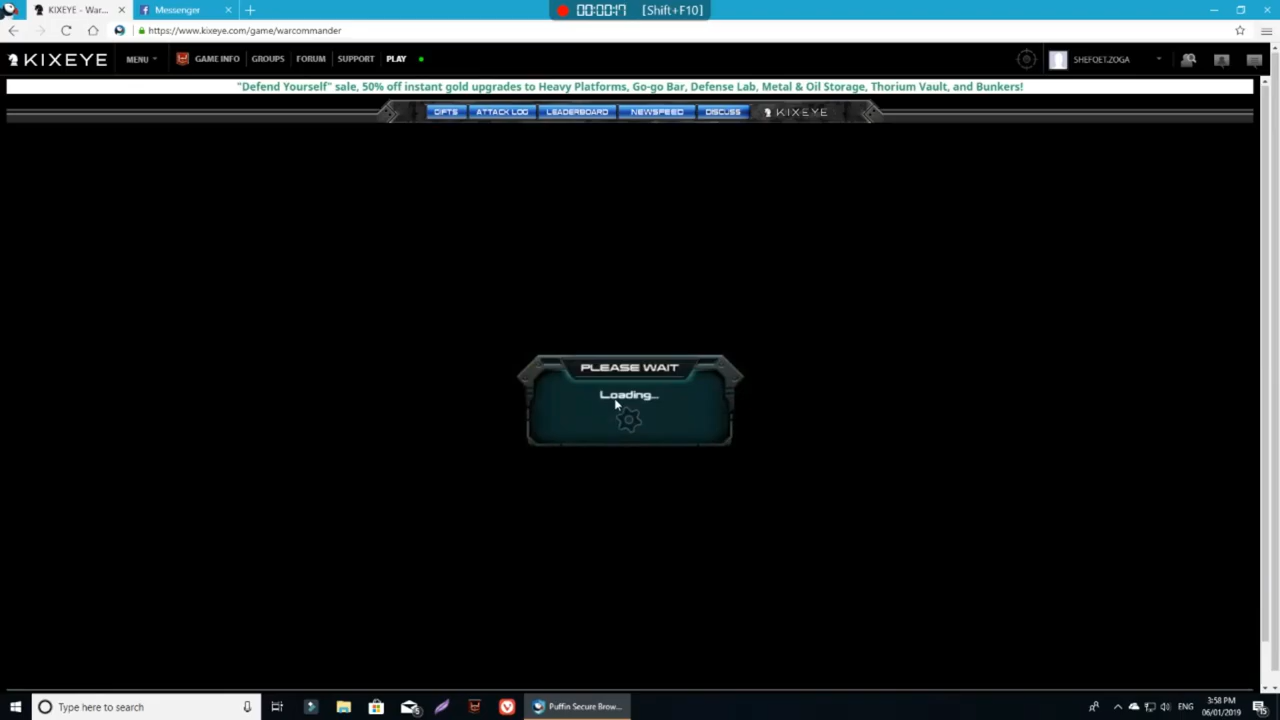 KIXEYE - War...
Messenger
00:00:17 [Shift+F10]
https://www.kixeye.com/game/warcommander
KIXEYE MENU GAME INFO GROUPS FORUM SUPPORT PLAY SHEFOET.ZOGA
"Defend Yourself" sale, 50% off instant gold upgrades to Heavy Platforms, Go-go Bar, Defense Lab, Metal & Oil Storage, Thorium Vault, and Bunkers!
GIFTS ATTACK LOG LEADERBOARD NEWSFEED DISCUSS KIXEYE
PLEASE WAIT
Loading...
Type here to search
5
Puffin Secure Brow...
ENG
3:58 PM
06/01/2019
15